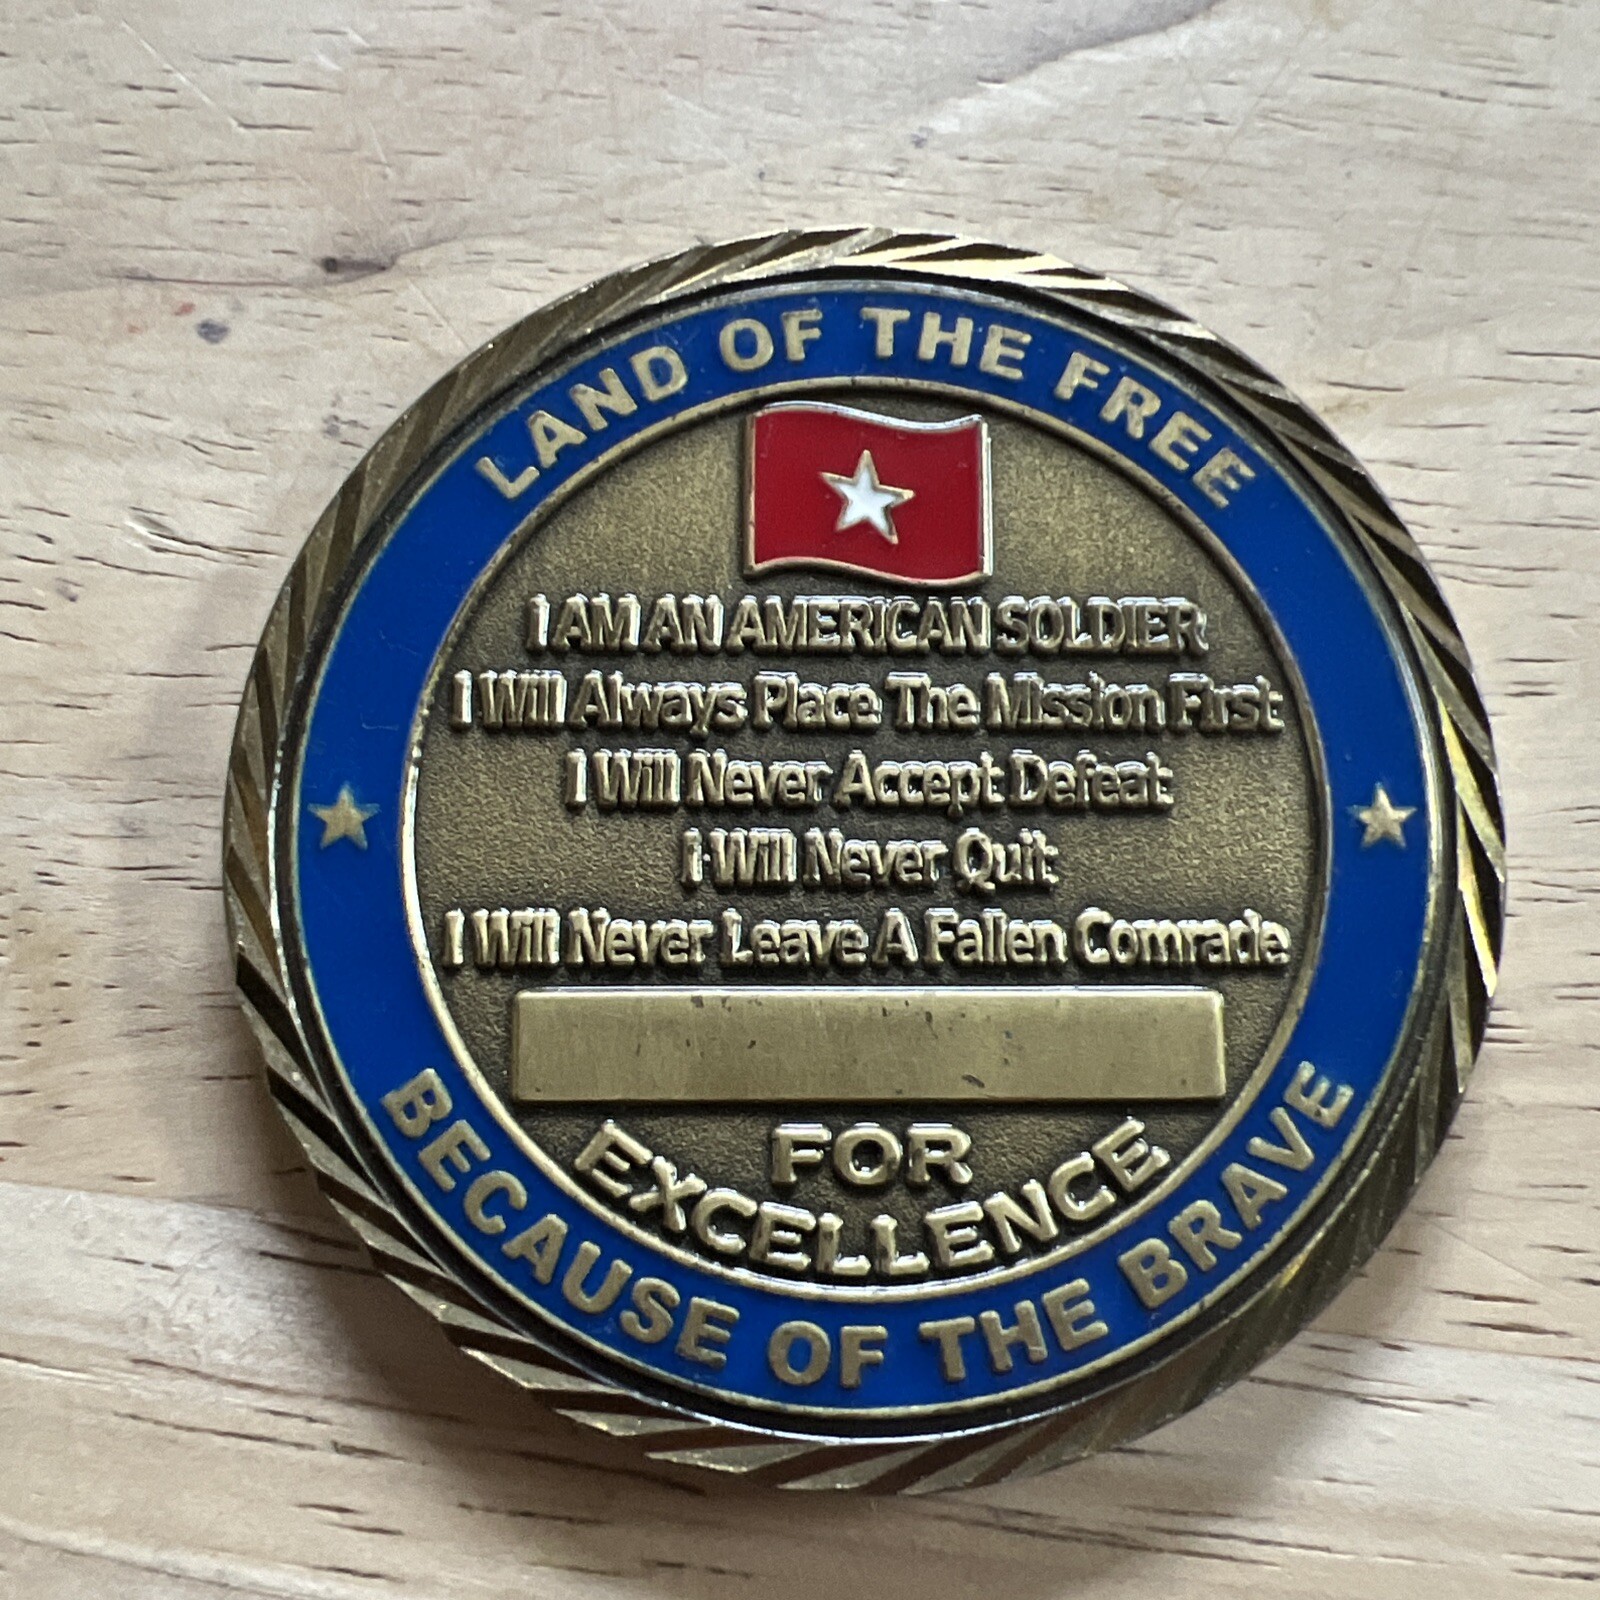 LAND OF THE FREE
I AM AN AMERICAN SOLDIER
I Will Always Place The Mission First
I Will Never Accept Defeat
I Will Never Quit
I Will Never Leave A Fallen Comrade
FOR
EXCELLENCE
BECAUSE OF THE BRAVE